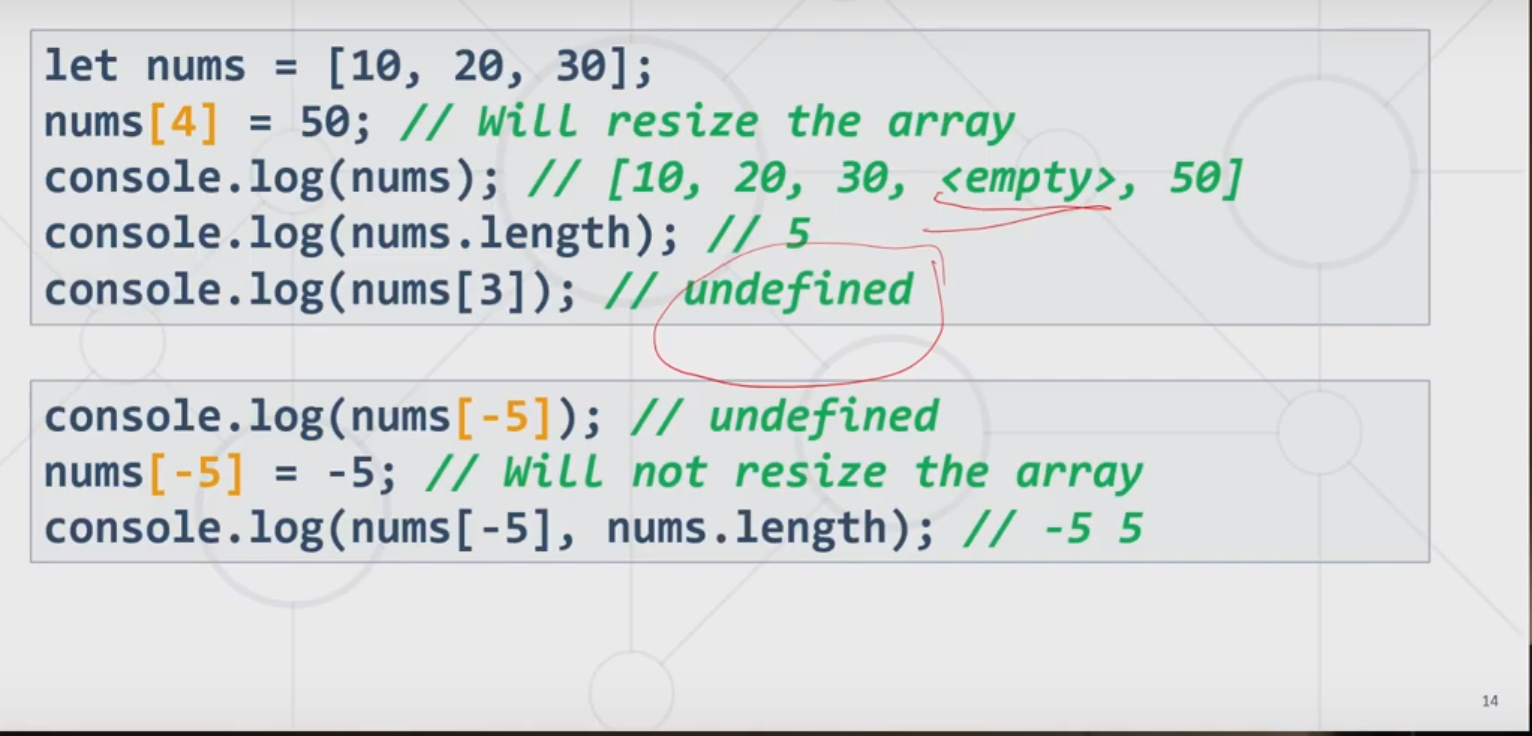 let nums = [10, 20, 30];
nums[4] = 50; // Will resize the array
console.log(nums); // [10, 20, 30, <empty>, 50]
console.log(nums.length); // 5
console.log(nums[3]); // undefined
console.log(nums[-5]); // undefined
nums[-5] = -5; // Will not resize the array
console.log(nums[-5], nums.length); // -5 5
14